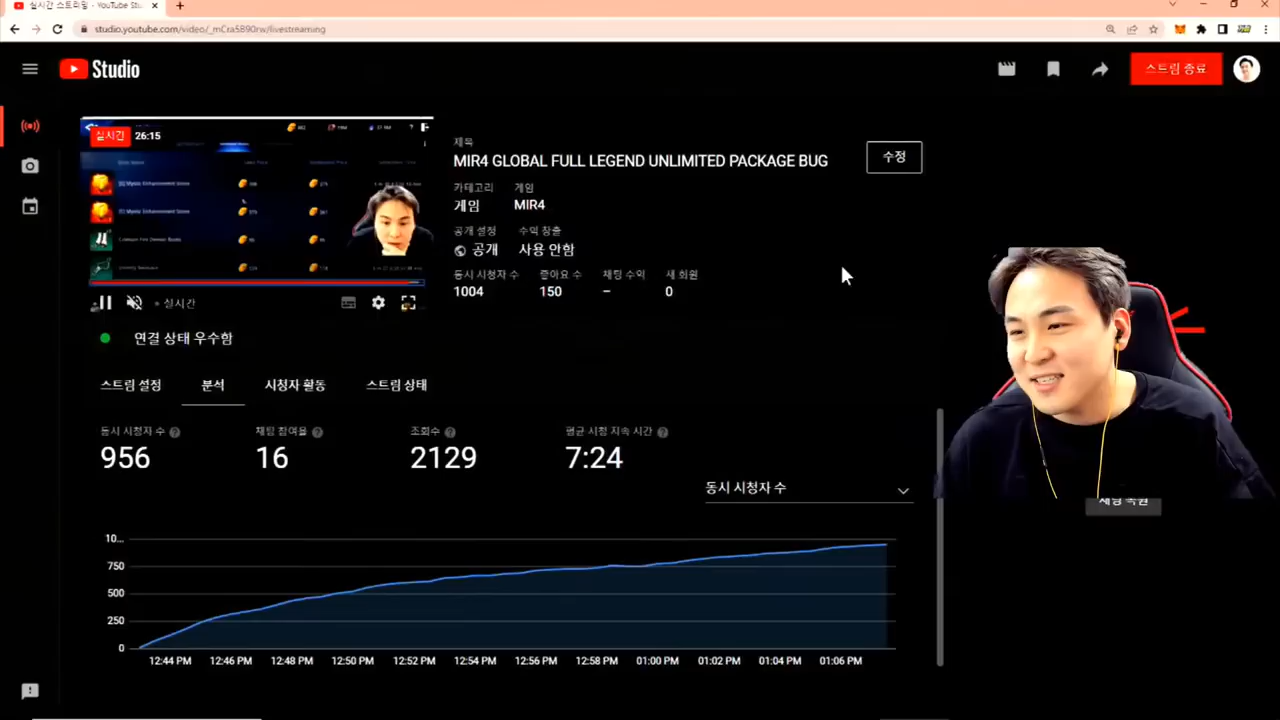 실시간 스트리밍 - YouTube Stu
studio.youtube.com/video/_mCra5B90rw/livestreaming
Studio
스트림 종료
실시간 26:15
제목
MIR4 GLOBAL FULL LEGEND UNLIMITED PACKAGE BUG
수정
카테고리 게임
게임 MIR4
공개 설정 수익 창출
공개 사용 안함
동시 시청자 수 좋아요 수 채팅 수익 새 회원
1004 150 – 0
실시간
연결 상태 우수함
스트림 설정 분석 시청자 활동 스트림 상태
동시 시청자 수 채팅 참여율 조회수 평균 시청 지속 시간
956 16 2129 7:24
동시 시청자 수
채팅 복원
10...
750
500
250
0
12:44 PM 12:46 PM 12:48 PM 12:50 PM 12:52 PM 12:54 PM 12:56 PM 12:58 PM 01:00 PM 01:02 PM 01:04 PM 01:06 PM